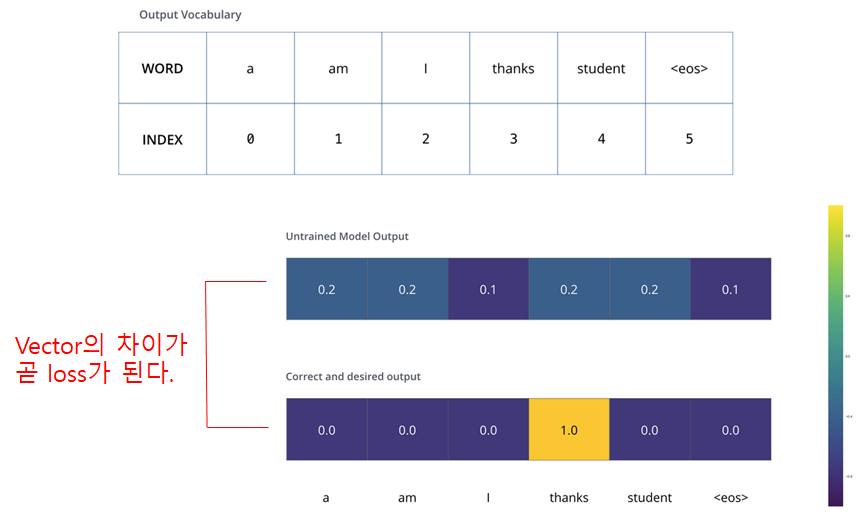 Output Vocabulary
WORD a am I thanks student <eos>
INDEX 0 1 2 3 4 5
Untrained Model Output
0.2 0.2 0.1 0.2 0.2 0.1
Vector의 차이가
곧 loss가 된다.
Correct and desired output
0.0 0.0 0.0 1.0 0.0 0.0
a am I thanks student <eos>